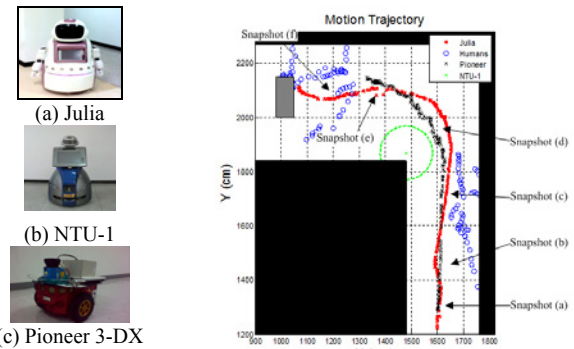 (a) Julia
(b) NTU-1
(c) Pioneer 3-DX
Motion Trajectory
Julia
Humans
Pioneer
NTU-1
Snapshot (f)
Snapshot (e)
Snapshot (d)
Snapshot (c)
Snapshot (b)
Snapshot (a)
Y (cm)
2200
2000
1800
1600
1400
1200
900 1000 1100 1200 1300 1400 1500 1600 1700 1800